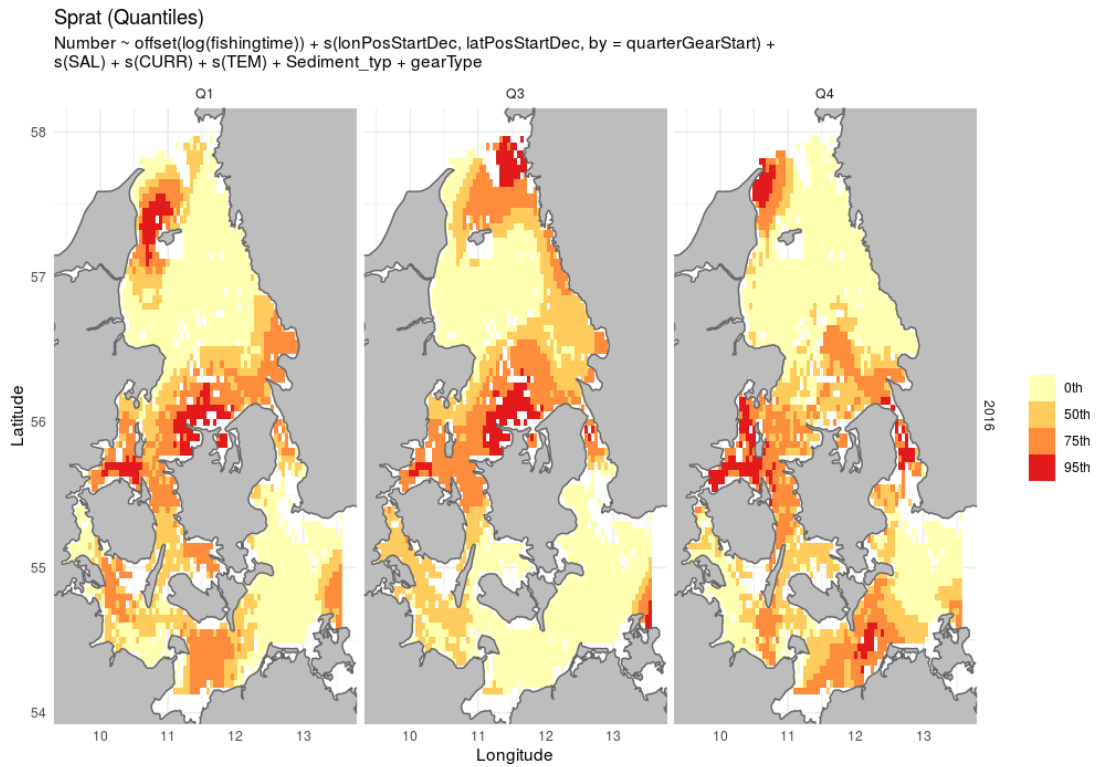 Sprat (Quantiles)
Number ~ offset(log(fishingtime)) + s(lonPosStartDec, latPosStartDec, by = quarterGearStart) +
s(SAL) + s(CURR) + s(TEM) + Sediment_typ + gearType
Q1
Q3
Q4
58
57
56
55
54
Latitude
2016
0th
50th
75th
95th
10
11
12
13
10
11
12
13
10
11
12
13
Longitude